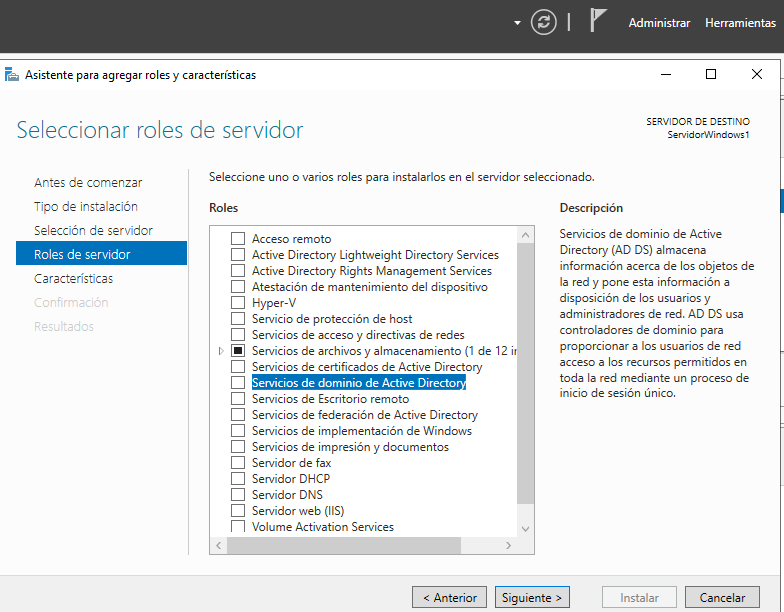 Administrar Herramientas
Asistente para agregar roles y características
Seleccionar roles de servidor
SERVIDOR DE DESTINO
ServidorWindows1
Antes de comenzar
Tipo de instalación
Selección de servidor
Roles de servidor
Características
Confirmación
Resultados
Seleccione uno o varios roles para instalarlos en el servidor seleccionado.
Roles
Acceso remoto
Active Directory Lightweight Directory Services
Active Directory Rights Management Services
Atestación de mantenimiento del dispositivo
Hyper-V
Servicio de protección de host
Servicios de acceso y directivas de redes
Servicios de archivos y almacenamiento (1 de 12 in
Servicios de certificados de Active Directory
Servicios de dominio de Active Directory
Servicios de Escritorio remoto
Servicios de federación de Active Directory
Servicios de implementación de Windows
Servicios de impresión y documentos
Servidor de fax
Servidor DHCP
Servidor DNS
Servidor web (IIS)
Volume Activation Services
Descripción
Servicios de dominio de Active
Directory (AD DS) almacena
información acerca de los objetos de
la red y pone esta información a
disposición de los usuarios y
administradores de red. AD DS usa
controladores de dominio para
proporcionar a los usuarios de red
acceso a los recursos permitidos en
toda la red mediante un proceso de
inicio de sesión único.
< Anterior
Siguiente >
Instalar
Cancelar